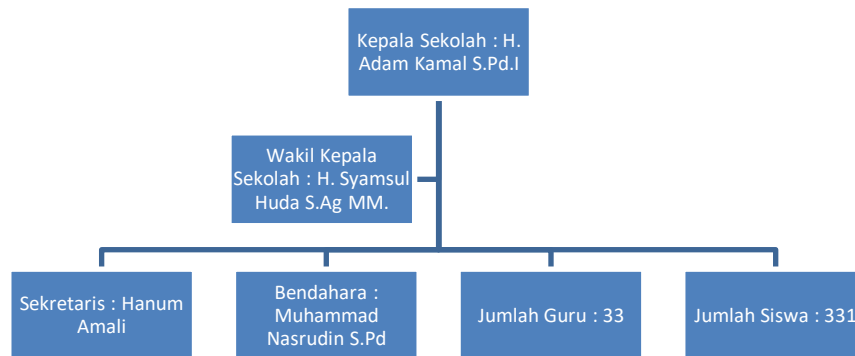 Kepala Sekolah : H.
Adam Kamal S.Pd.I
Wakil Kepala
Sekolah : H. Syamsul
Huda S.Ag MM.
Sekretaris : Hanum
Amali
Bendahara :
Muhammad
Nasrudin S.Pd
Jumlah Guru : 33
Jumlah Siswa : 331